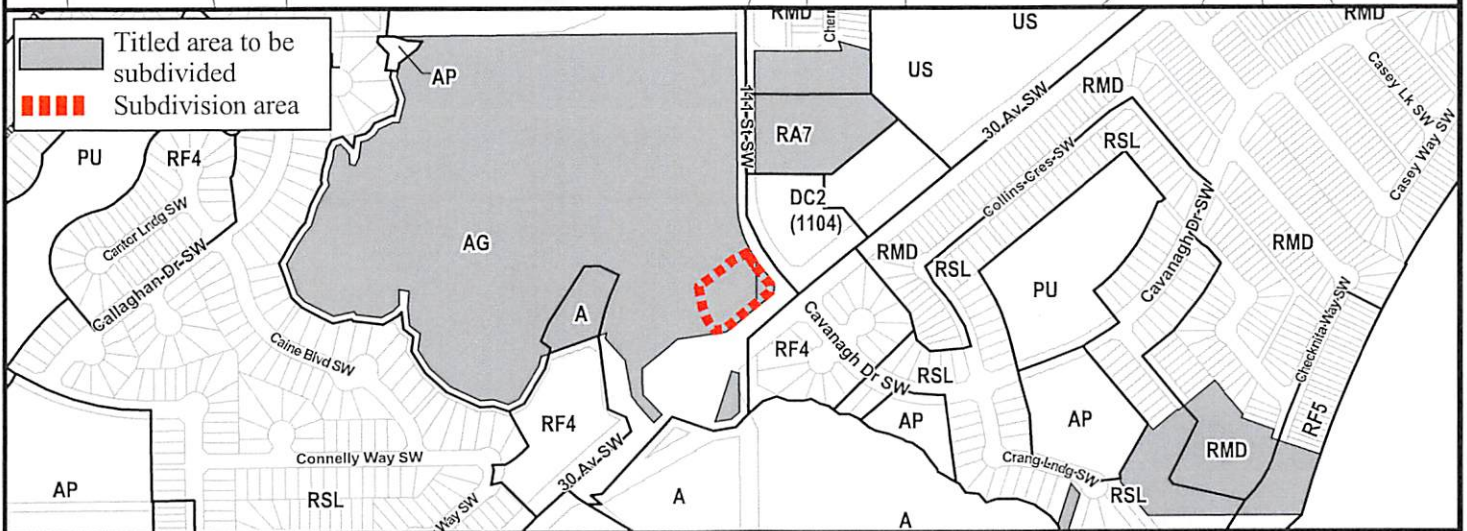 Titled area to be
subdivided
Subdivision area
AP
RMD
US
RMD
US
RMD
Casey Lk SW
Casey Way SW
PU
RF4
111-St-SW
RA7
30-Av-SW
RSL
Collins-Cres-SW
Cantor Lndg SW
DC2
(1104)
Callaghan-Dr-SW
AG
RMD
RSL
PU
Cavanagh-Dr-SW
RMD
A
Caine Blvd SW
Cavanagh Dr SW
RF4
RSL
Checknita-Way-SW
RF5
RF4
AP
AP
RMD
Connelly Way SW
30-Av-SW
Crang-Lndg-SW
AP
RSL
Way SW
A
A
RSL